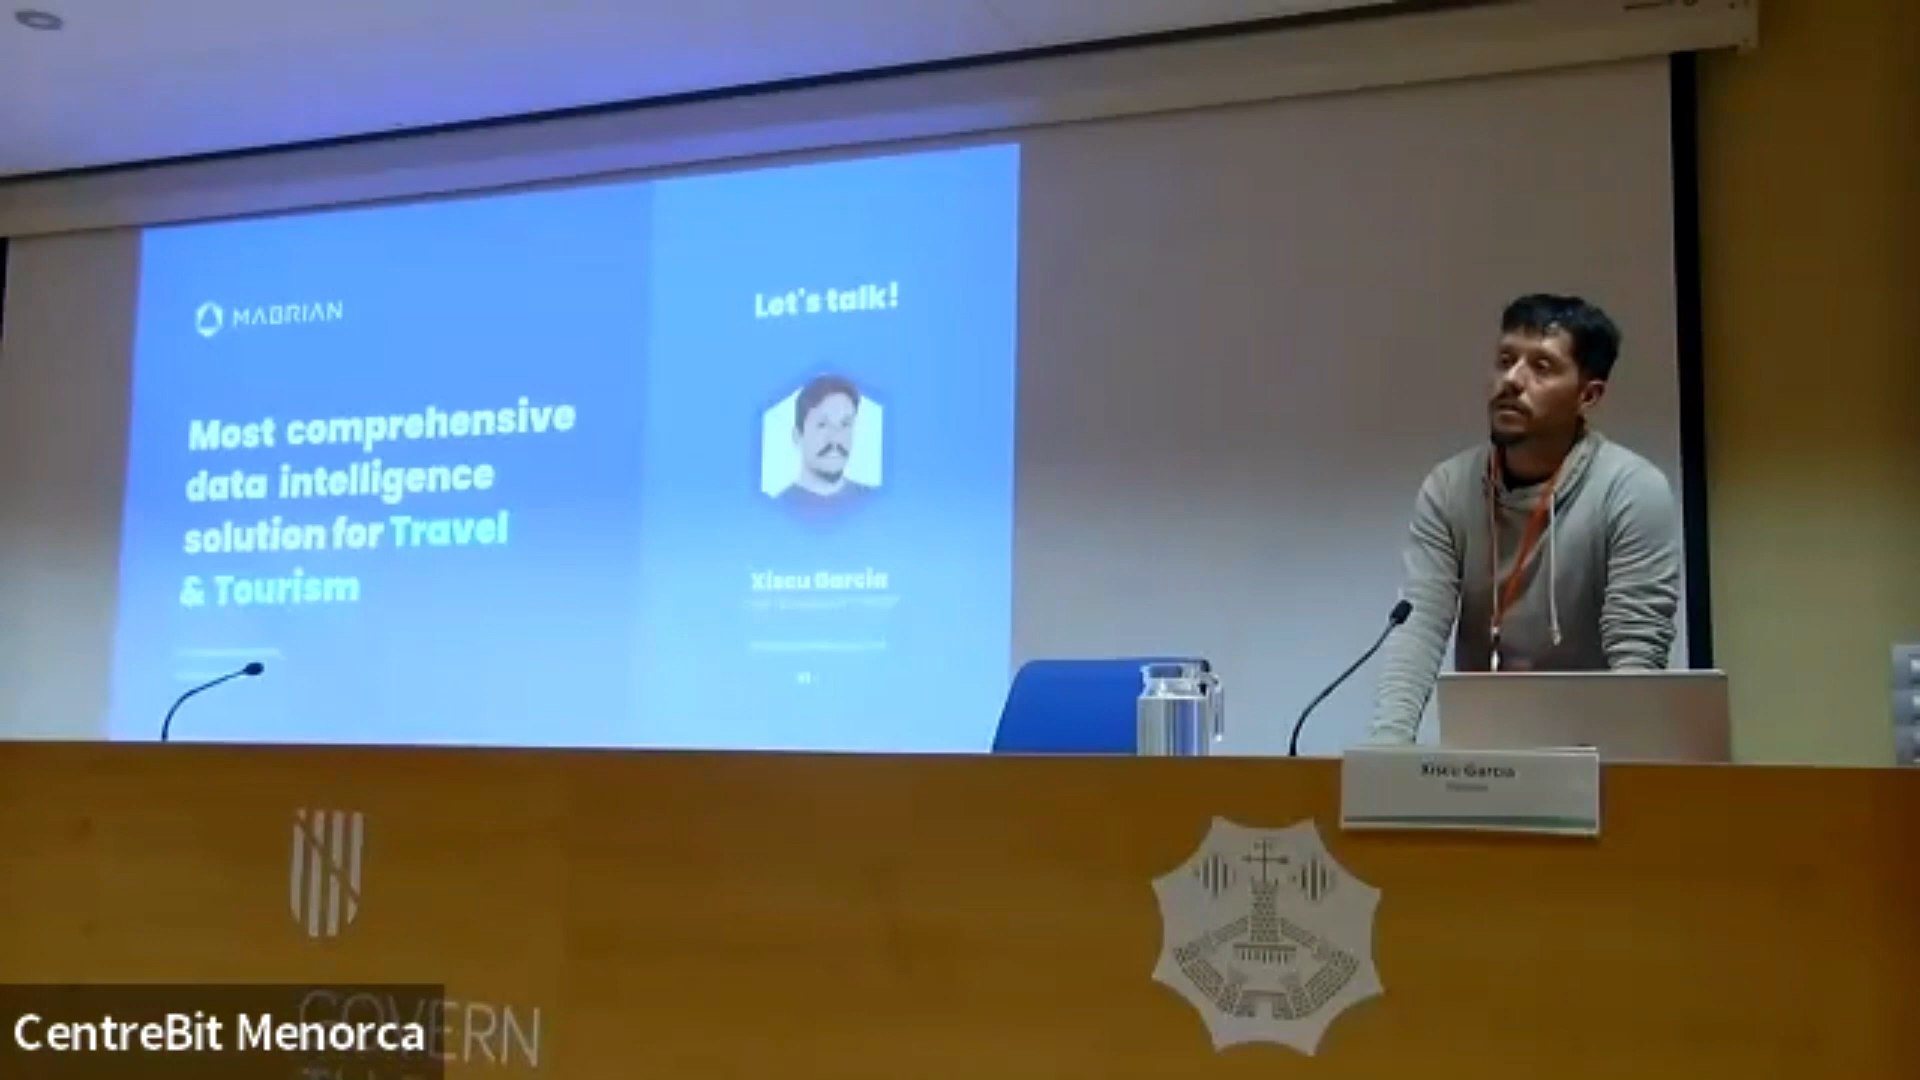 MABRIAN
Most comprehensive
data intelligence
solution for Travel
& Tourism
Let's talk!
Xiscu Garcia
Xiscu Garcia
GOVERN
CentreBit Menorca